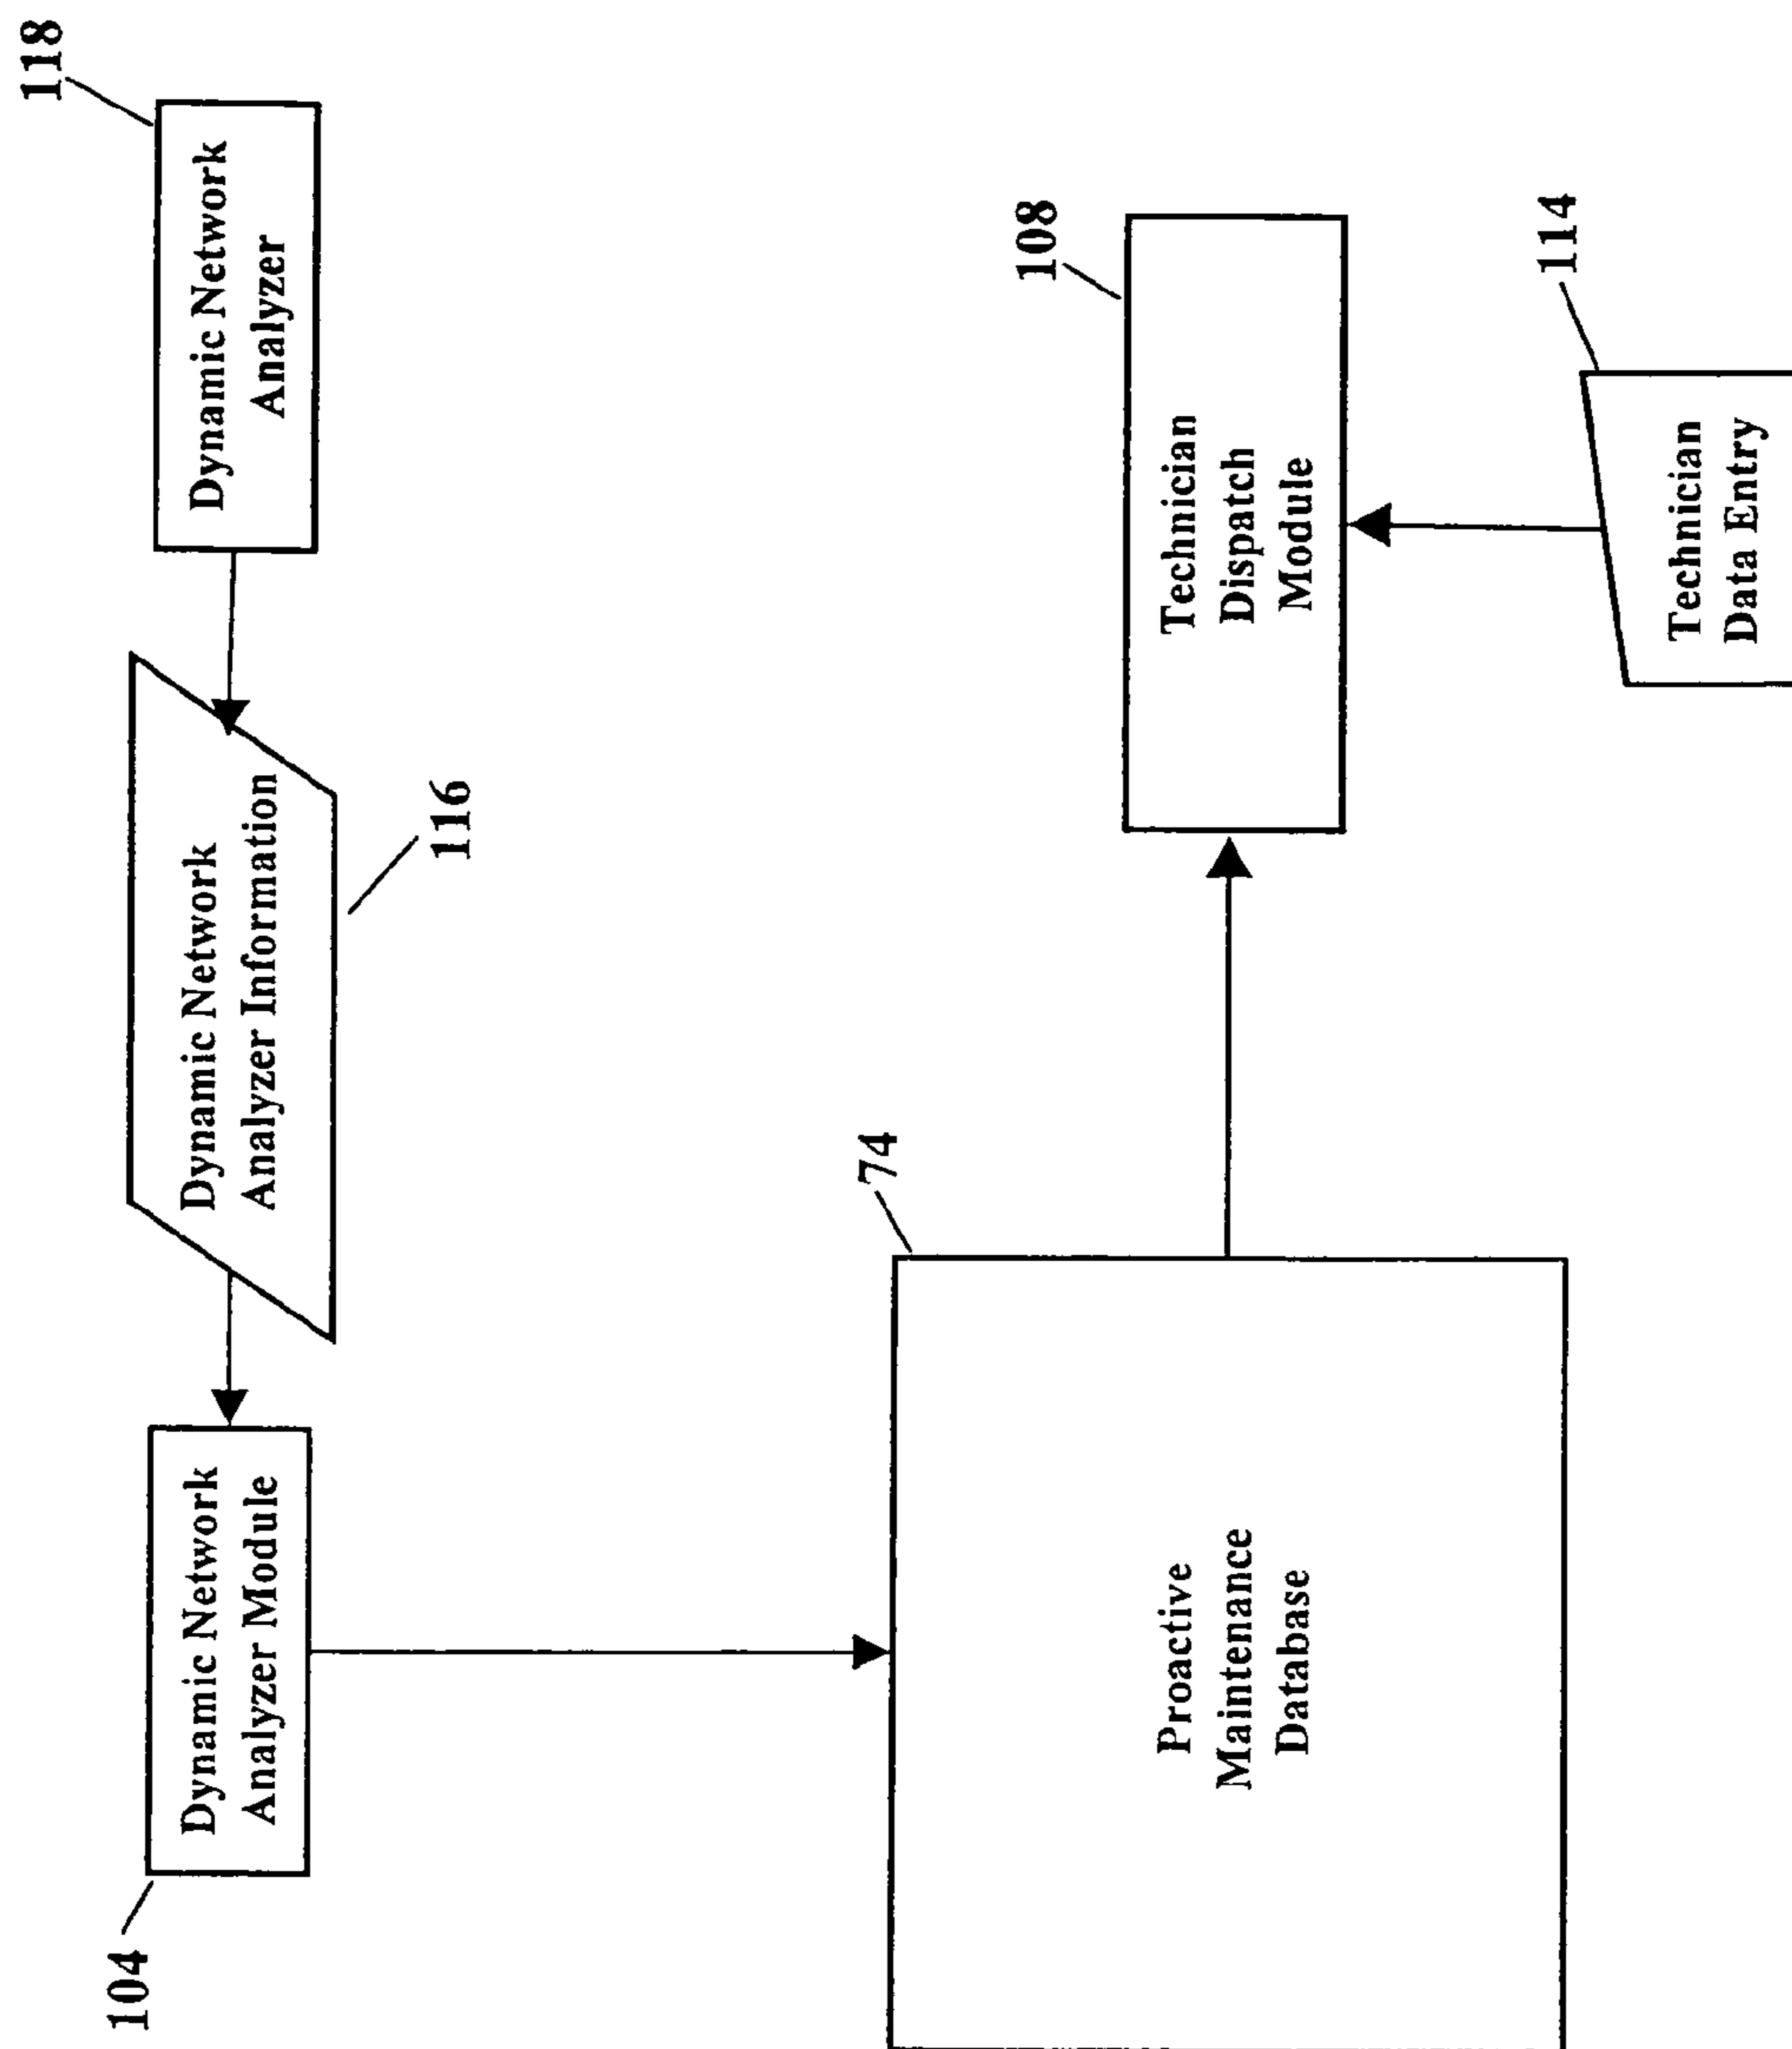 104
Dynamic Network
Analyzer Module
Dynamic Network
Analyzer Information
116
118
Dynamic Network
Analyzer
74
Proactive
Maintenance
Database
108
Technician
Dispatch
Module
114
Technician
Data Entry